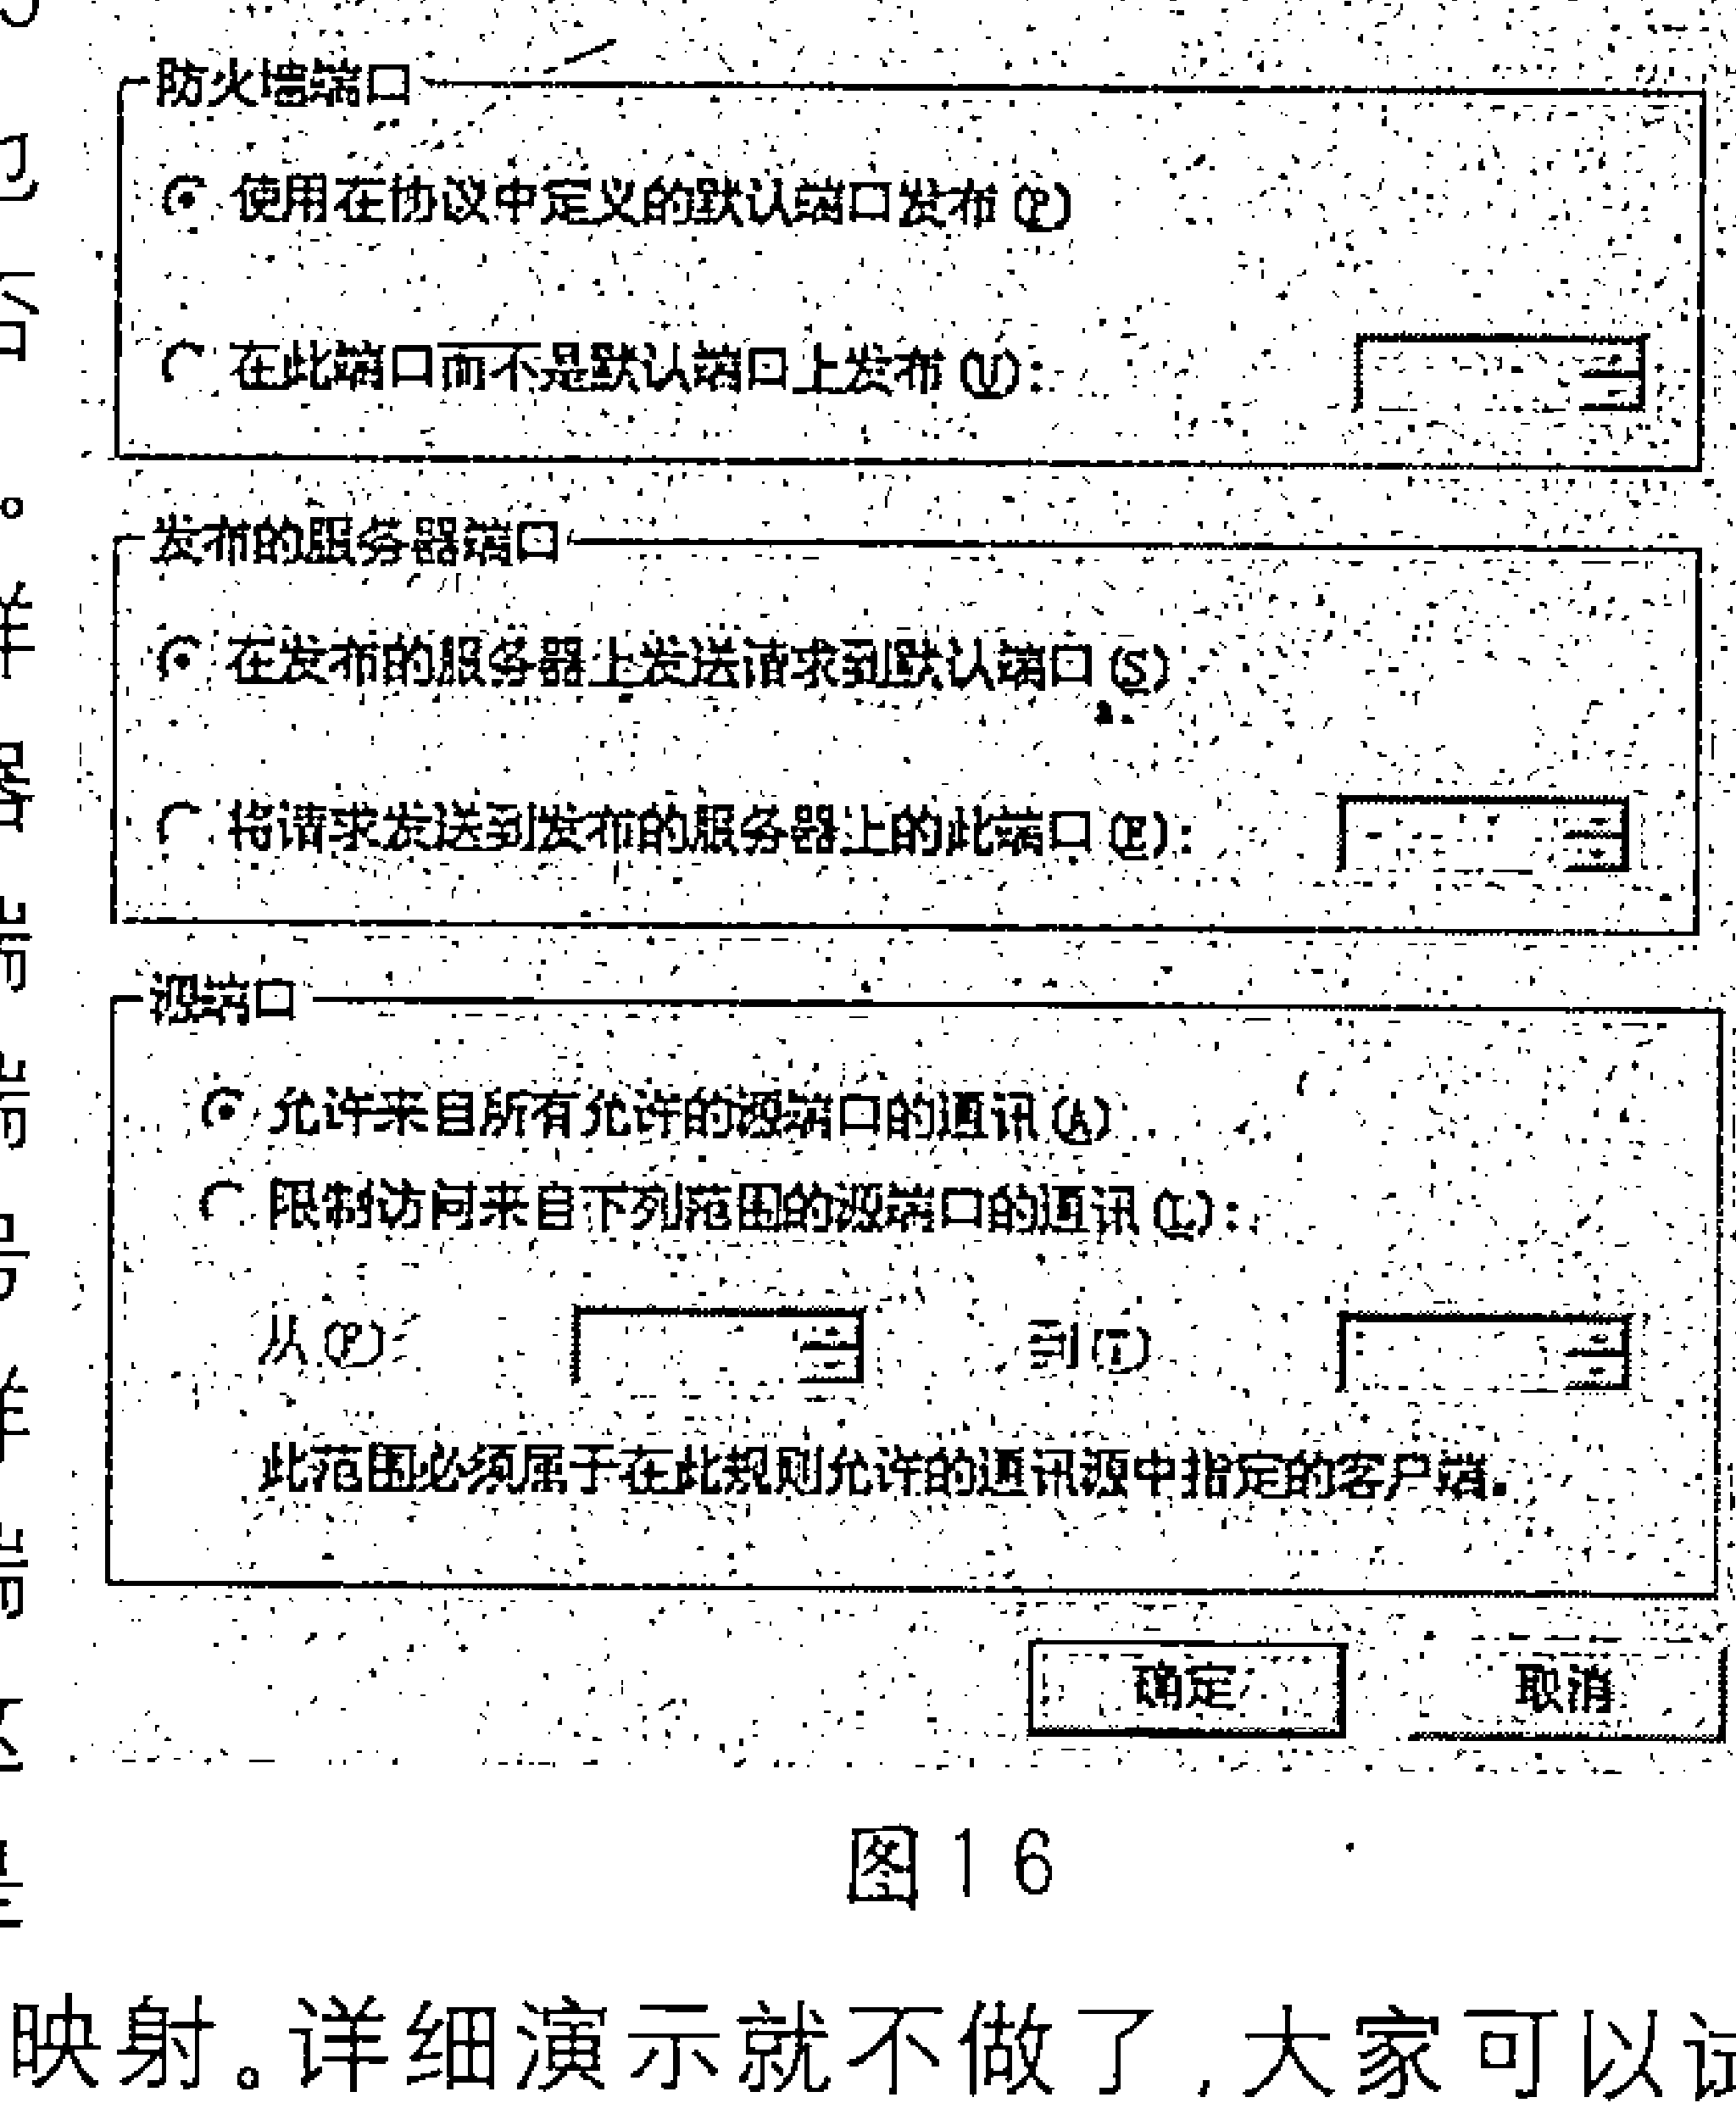 防火墙端口
使用在协议中定义的默认端口发布(P)
在此端口而不是默认端口上发布(U):
发布的服务器端口
在发布的服务器上发送请求到默认端口(S)
将请求发送到发布的服务器上的此端口(E):
源端口
允许来自所有允许的源端口的通讯(A)
限制访问来自下列范围的源端口的通讯(L):
从(F) 到(T)
此范围必须属于在此规则允许的通讯源中指定的客户端.
确定 取消
图16
映射。详细演示就不做了,大家可以试